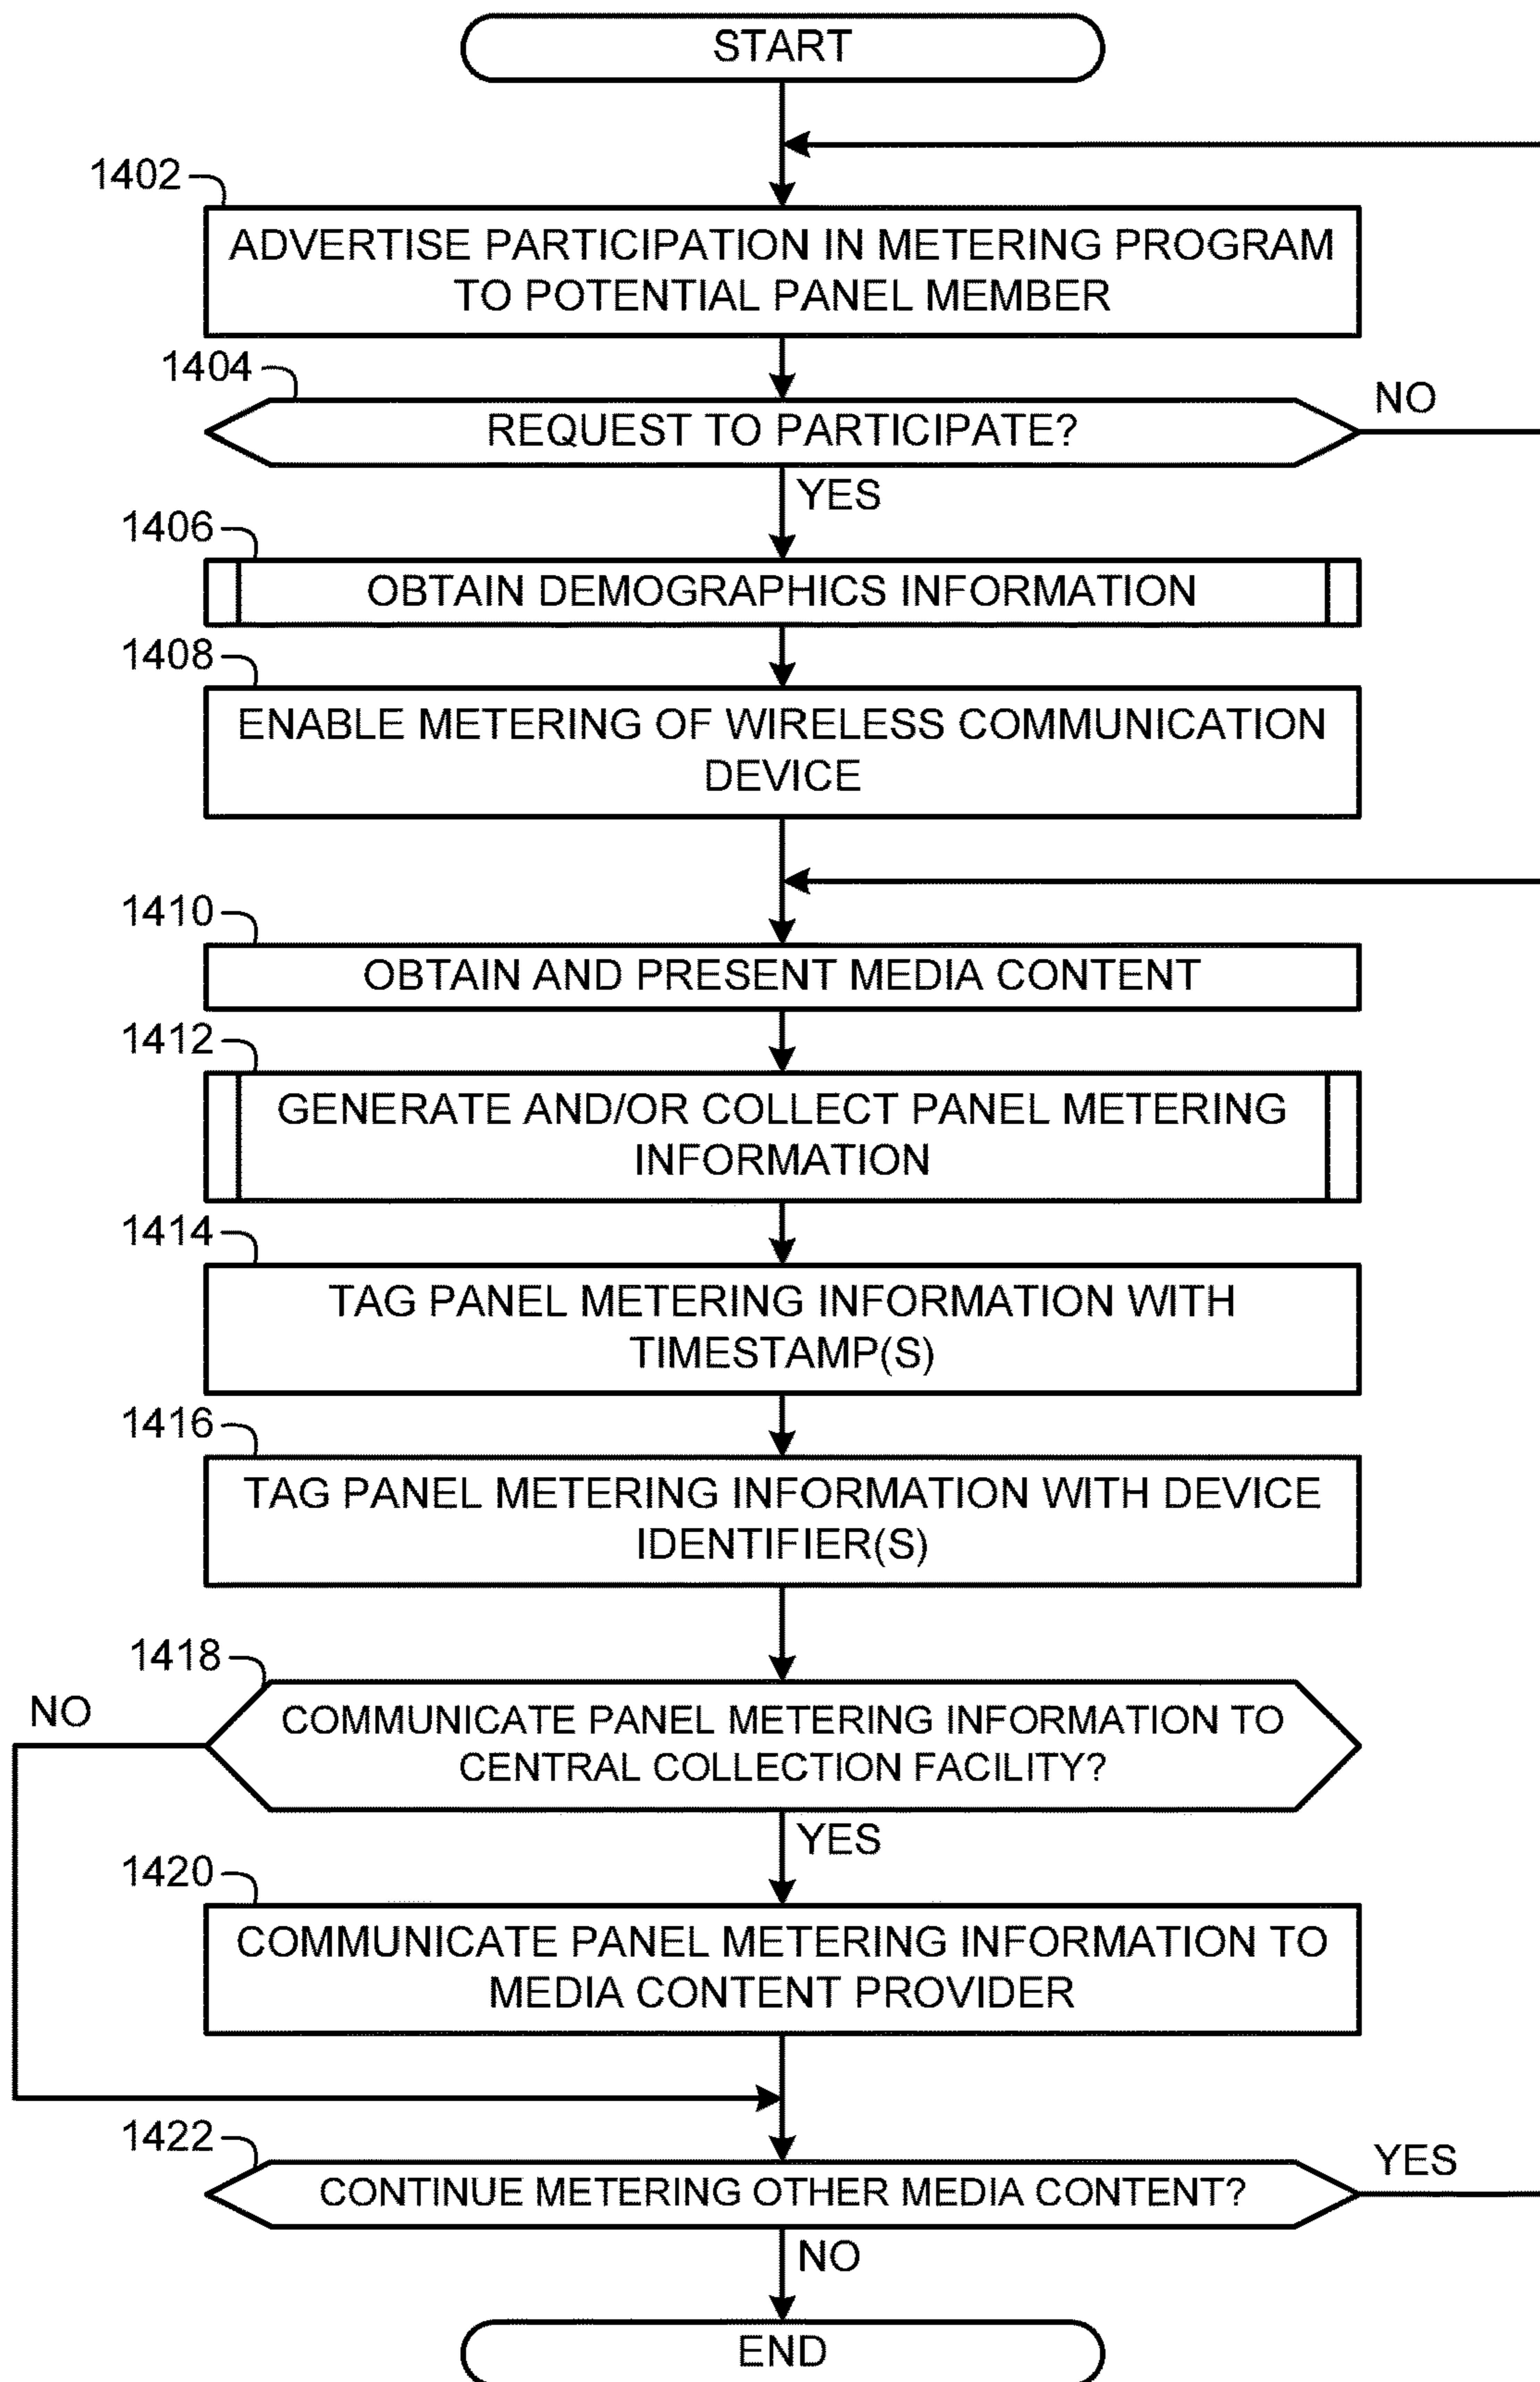 START
1402
ADVERTISE PARTICIPATION IN METERING PROGRAM
TO POTENTIAL PANEL MEMBER
1404
REQUEST TO PARTICIPATE?
NO
YES
1406
OBTAIN DEMOGRAPHICS INFORMATION
1408
ENABLE METERING OF WIRELESS COMMUNICATION
DEVICE
1410
OBTAIN AND PRESENT MEDIA CONTENT
1412
GENERATE AND/OR COLLECT PANEL METERING
INFORMATION
1414
TAG PANEL METERING INFORMATION WITH
TIMESTAMP(S)
1416
TAG PANEL METERING INFORMATION WITH DEVICE
IDENTIFIER(S)
1418
NO
COMMUNICATE PANEL METERING INFORMATION TO
CENTRAL COLLECTION FACILITY?
YES
1420
COMMUNICATE PANEL METERING INFORMATION TO
MEDIA CONTENT PROVIDER
1422
CONTINUE METERING OTHER MEDIA CONTENT?
YES
NO
END